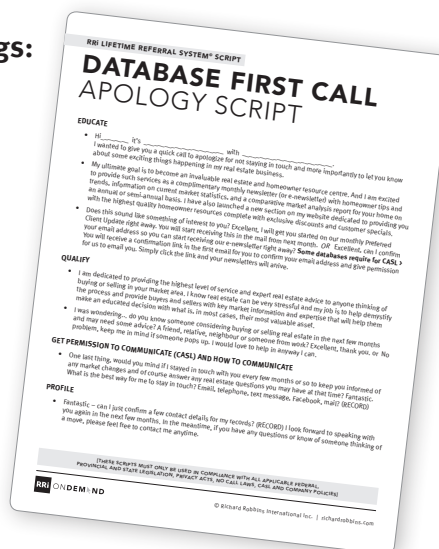 gs:
RRi LIFETIME REFERRAL SYSTEM® SCRIPT
DATABASE FIRST CALL
APOLOGY SCRIPT
EDUCATE
• Hi______ it's ____________ with ____________________.
I wanted to give you a quick call to apologize for not staying in touch and more importantly to let you know
about some exciting things happening in my real estate business.
• My ultimate goal is to become an invaluable real estate and homeowner resource centre. And I am excited
to provide such services as a complimentary monthly newsletter (or e-newsletter) with homeowner tips and
trends, information on current market statistics, and a comparative market analysis report for your home on
an annual or semi-annual basis. I have also launched a new section on my website dedicated to providing you
with the highest quality homeowner resources complete with exclusive discounts and customer specials.
• Does this sound like something of interest to you? Excellent, I will get you started on our monthly Preferred
Client Update right away. You will start receiving this in the mail from next month. OR Excellent, can I confirm
your email address so you can start receiving our e-newsletter right away? Some databases require for CASL >
You will receive a confirmation link in the first email for you to confirm your email address and give permission
for us to email you. Simply click the link and your newsletters will arrive.
QUALIFY
• I am dedicated to providing the highest level of service and expert real estate advice to anyone thinking of
buying or selling in your market area. I know real estate can be very stressful and my job is to help demystify
The process and provide buyers and sellers with key market information and expertise that will help them
make an educated decision with what is, in most cases, their most valuable asset.
• I was wondering... do you know someone considering buying or selling real estate in the next few months
and may need some advice? A friend, relative, neighbour or someone from work? Excellent, thank you, or No
problem, keep me in mind if someone pops up. I would love to help in anyway I can.
GET PERMISSION TO COMMUNICATE (CASL) AND HOW TO COMMUNICATE
• One last thing, would you mind if I stayed in touch with you every few months or so to keep you informed of
any market changes and of course answer any real estate questions you may have at that time? Fantastic.
What is the best way for me to stay in touch? Email, telephone, text message, Facebook, mail? (RECORD)
PROFILE
• Fantastic – can I just confirm a few contact details for my records? (RECORD) I look forward to speaking with
you again in the next few months. In the meantime, if you have any questions or know of someone thinking of
a move, please feel free to contact me anytime.
(THESE SCRIPTS MUST ONLY BE USED IN COMPLIANCE WITH ALL APPLICABLE FEDERAL,
PROVINCIAL AND STATE LEGISLATION, PRIVACY ACTS, NO CALL LAWS, CASL AND COMPANY POLICIES)
RRi ONDEMAND
© Richard Robbins International Inc. | richardrobbins.com